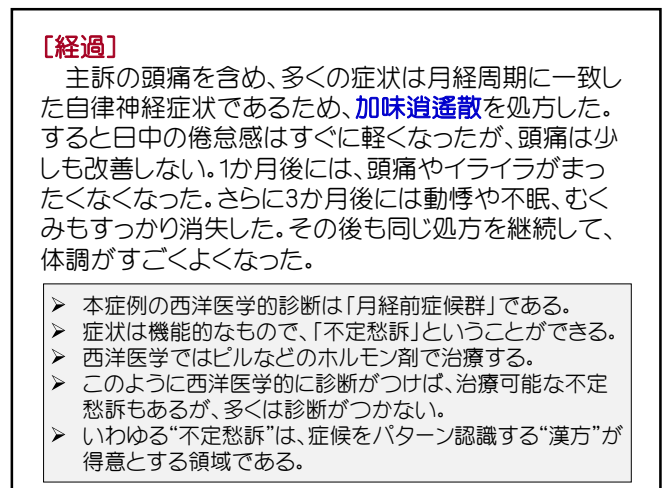 ［経過］
　主訴の頭痛を含め、多くの症状は月経周期に一致し
た自律神経症状であるため、加味逍遙散を処方した。
すると日中の倦怠感はすぐに軽くなったが、頭痛は少
しも改善しない。1か月後には、頭痛やイライラがまっ
たくなくなった。さらに3か月後には動悸や不眠、むく
みもすっかり消失した。その後も同じ処方を継続して、
体調がすごくよくなった。
➢ 本症例の西洋医学的診断は「月経前症候群」である。
➢ 症状は機能的なもので、「不定愁訴」ということができる。
➢ 西洋医学ではピルなどのホルモン剤で治療する。
➢ このように西洋医学的に診断がつけば、治療可能な不定
愁訴もあるが、多くは診断がつかない。
➢ いわゆる“不定愁訴”は、症候をパターン認識する“漢方”が
得意とする領域である。